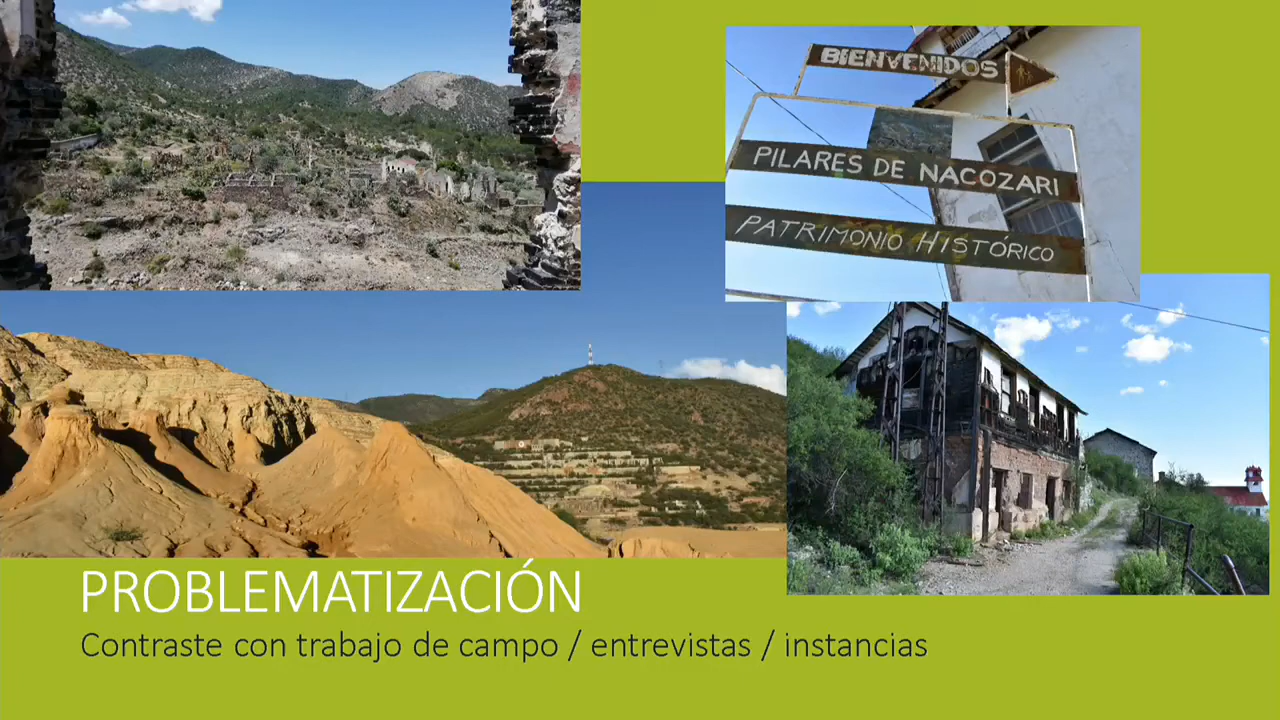 BIENVENIDOS
PILARES DE NACOZARI
PATRIMONIO HISTÓRICO
PROBLEMATIZACIÓN
Contraste con trabajo de campo / entrevistas / instancias